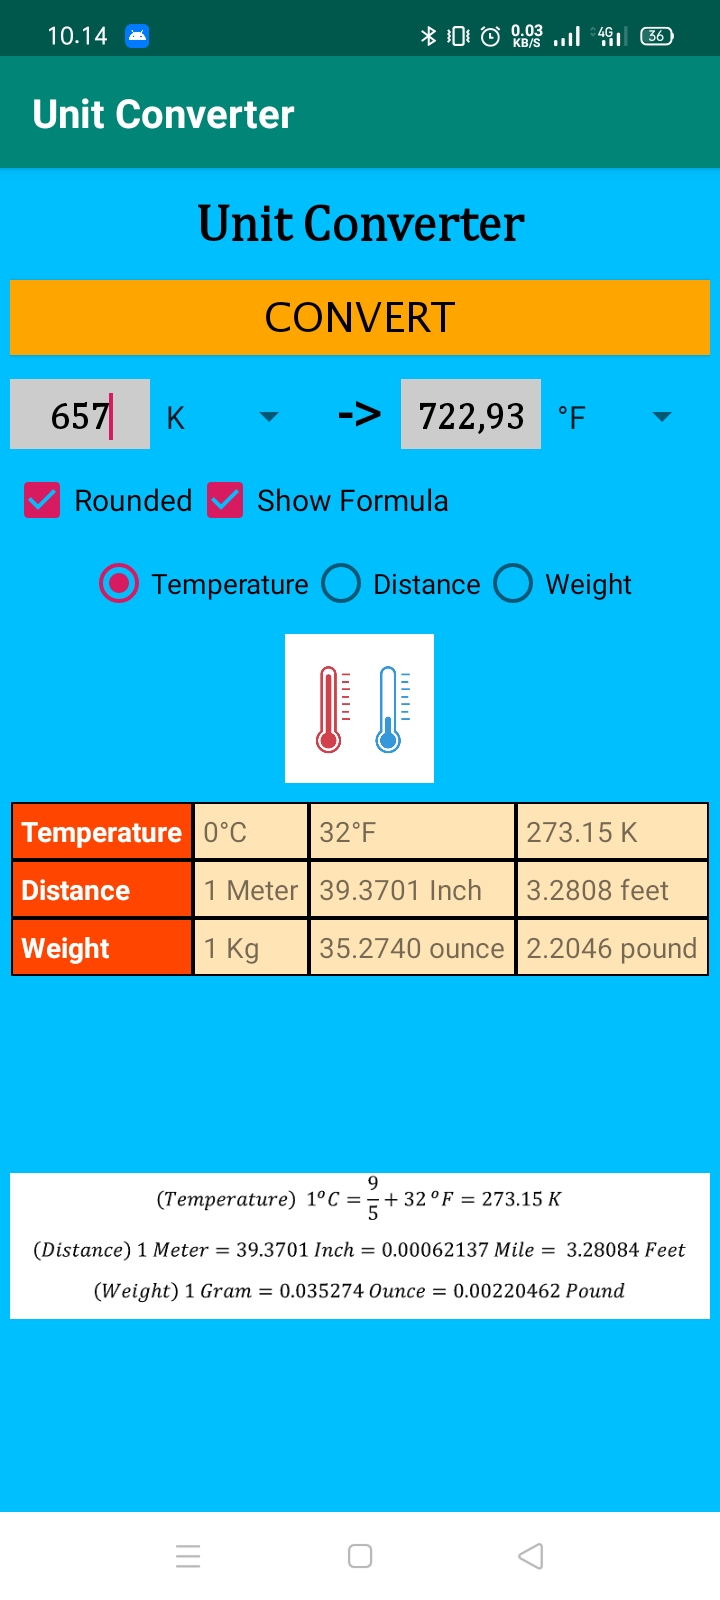 10.14 0.03 KB/S 4G 36
Unit Converter
Unit Converter
CONVERT
657 K -> 722,93 °F
Rounded Show Formula
Temperature Distance Weight
Temperature 0°C 32°F 273.15 K
Distance 1 Meter 39.3701 Inch 3.2808 feet
Weight 1 Kg 35.2740 ounce 2.2046 pound
(Temperature) 1°C = 9/5 + 32 °F = 273.15 K
(Distance) 1 Meter = 39.3701 Inch = 0.00062137 Mile = 3.28084 Feet
(Weight) 1 Gram = 0.035274 Ounce = 0.00220462 Pound